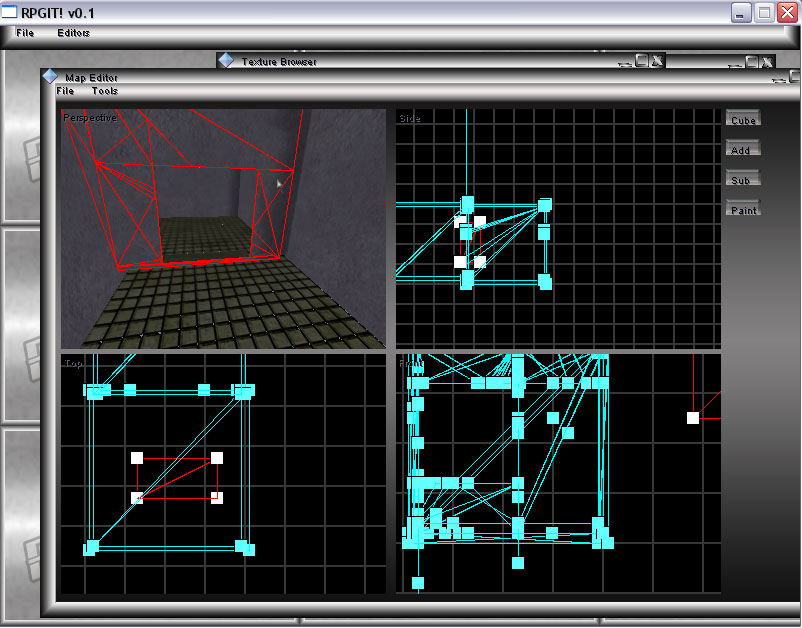 RPGIT! v0.1
File Editors
Texture Browser
Map Editor
File Tools
Perspective
Side
Cube
Add
Sub
Paint
Top
Front